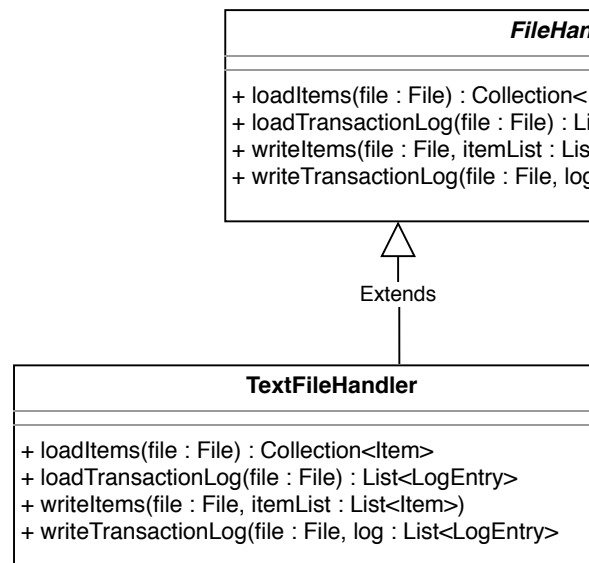 FileHan
+ loadItems(file : File) : Collection<
+ loadTransactionLog(file : File) : Li
+ writeItems(file : File, itemList : Lis
+ writeTransactionLog(file : File, log
Extends
TextFileHandler
+ loadItems(file : File) : Collection<Item>
+ loadTransactionLog(file : File) : List<LogEntry>
+ writeItems(file : File, itemList : List<Item>)
+ writeTransactionLog(file : File, log : List<LogEntry>